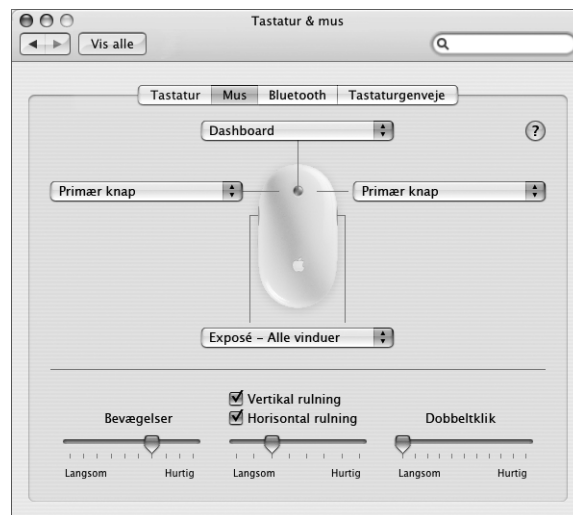 Tastatur & mus
Vis alle
Tastatur Mus Bluetooth Tastaturgenveje
Dashboard
?
Primær knap Primær knap
Exposé – Alle vinduer
Vertikal rulning
Bevægelser Horisontal rulning Dobbeltklik
Langsom Hurtig Langsom Hurtig Langsom Hurtig